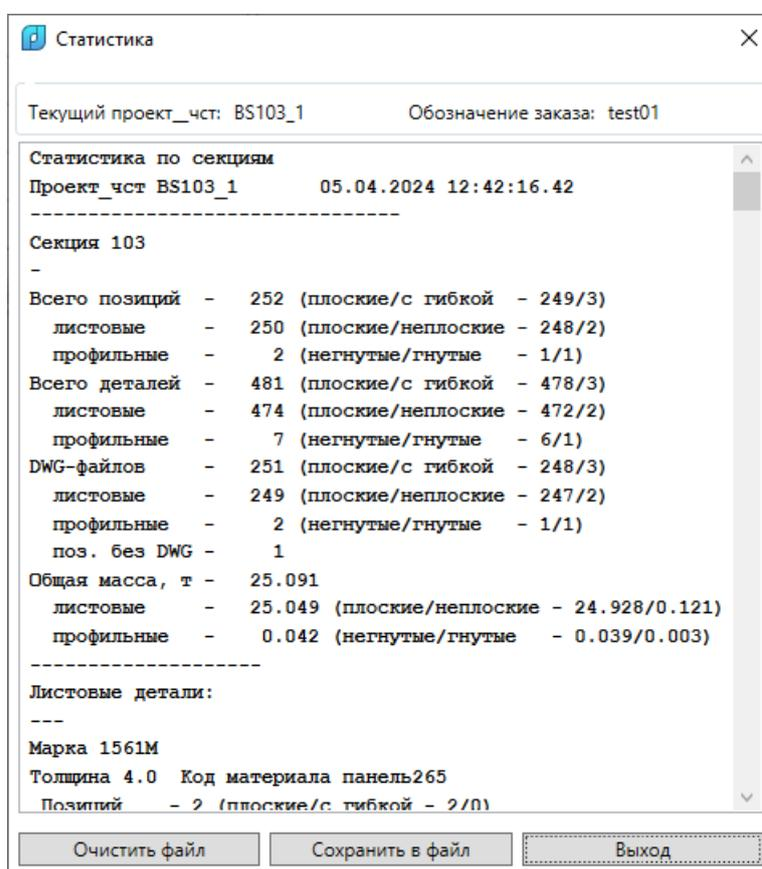 Статистика
Текущий проект_чст: BS103_1 Обозначение заказа: test01
Статистика по секциям
Проект_чст BS103_1 05.04.2024 12:42:16.42
--------------------------------
Секция 103
-
Всего позиций - 252 (плоские/с гибкой - 249/3)
листовые - 250 (плоские/неплоские - 248/2)
профильные - 2 (негнутые/гнутые - 1/1)
Всего деталей - 481 (плоские/с гибкой - 478/3)
листовые - 474 (плоские/неплоские - 472/2)
профильные - 7 (негнутые/гнутые - 6/1)
DWG-файлов - 251 (плоские/с гибкой - 248/3)
листовые - 249 (плоские/неплоские - 247/2)
профильные - 2 (негнутые/гнутые - 1/1)
поз. без DWG - 1
Общая масса, т - 25.091
листовые - 25.049 (плоские/неплоские - 24.928/0.121)
профильные - 0.042 (негнутые/гнутые - 0.039/0.003)
--------------------
Листовые детали:
---
Марка 1561М
Толщина 4.0 Код материала панель265
Позиций - 2 (плоские/с гибкой - 2/0)
Очистить файл Сохранить в файл Выход